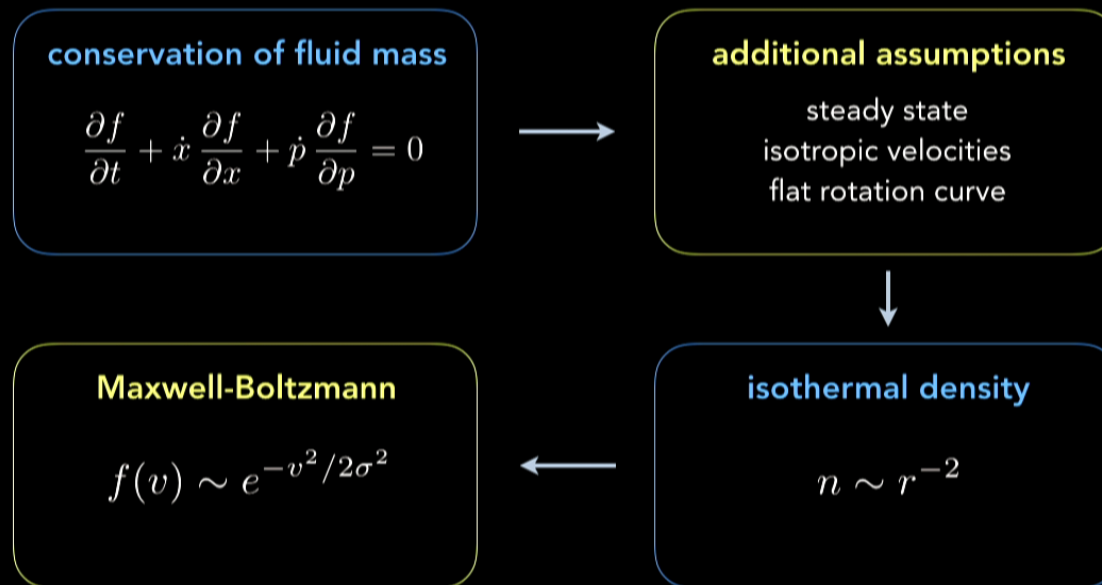 conservation of fluid mass
∂f/∂t + ẋ ∂f/∂x + ṗ ∂f/∂p = 0
additional assumptions
steady state
isotropic velocities
flat rotation curve
Maxwell-Boltzmann
f(v) ∼ e^{−v²/2σ²}
isothermal density
n ∼ r⁻²